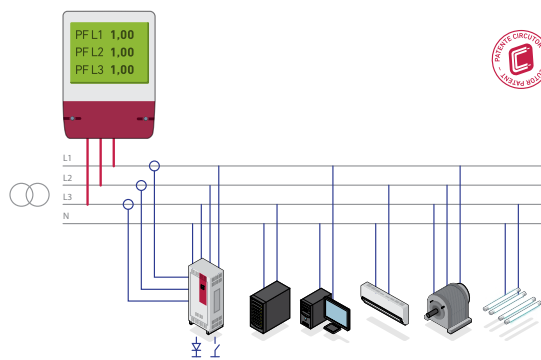 PF L1 1,00
PF L2 1,00
PF L3 1,00
PATENTE CIRCUTOR
CIRCUTOR PATENT
L1
L2
L3
N